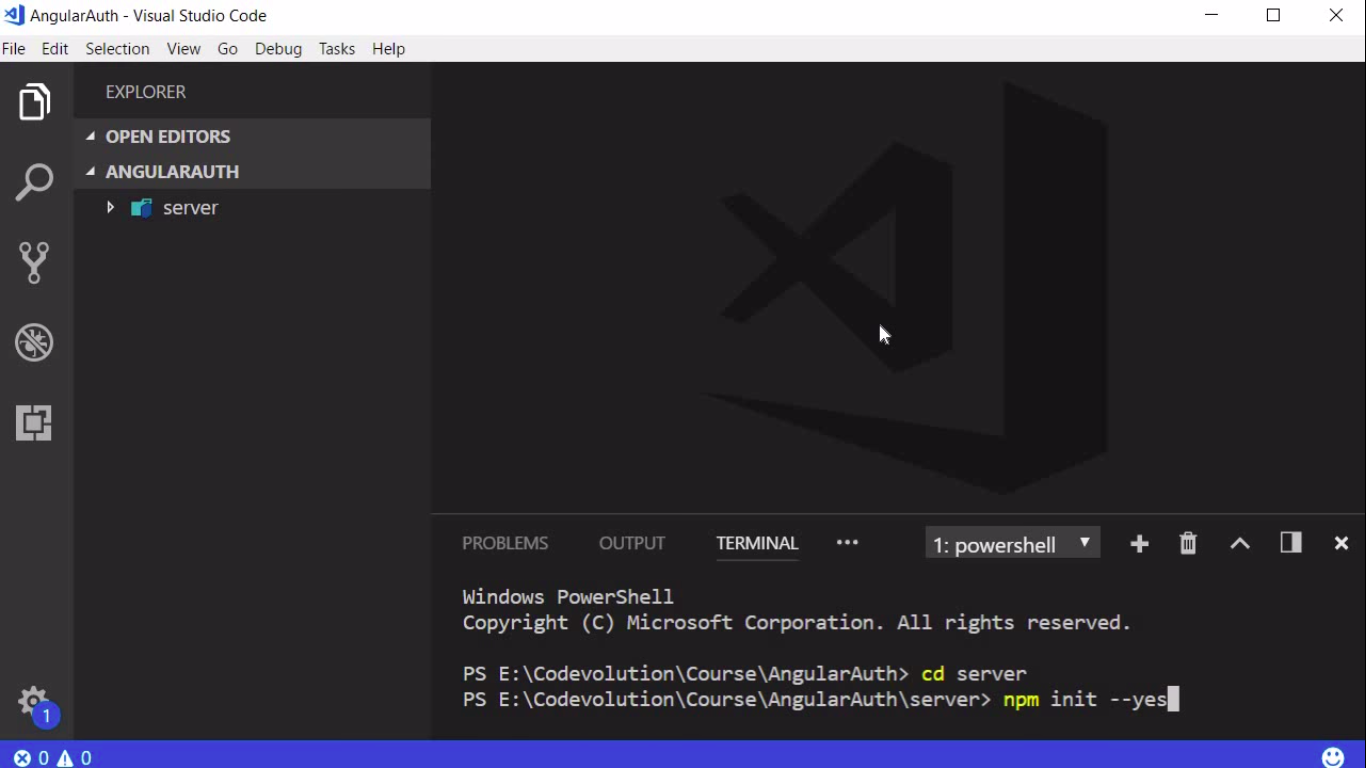 AngularAuth - Visual Studio Code
File Edit Selection View Go Debug Tasks Help
EXPLORER
OPEN EDITORS
ANGULARAUTH
server
PROBLEMS OUTPUT TERMINAL ••• 1: powershell
Windows PowerShell
Copyright (C) Microsoft Corporation. All rights reserved.
PS E:\Codevolution\Course\AngularAuth> cd server
PS E:\Codevolution\Course\AngularAuth\server> npm init --yes
1
0 0